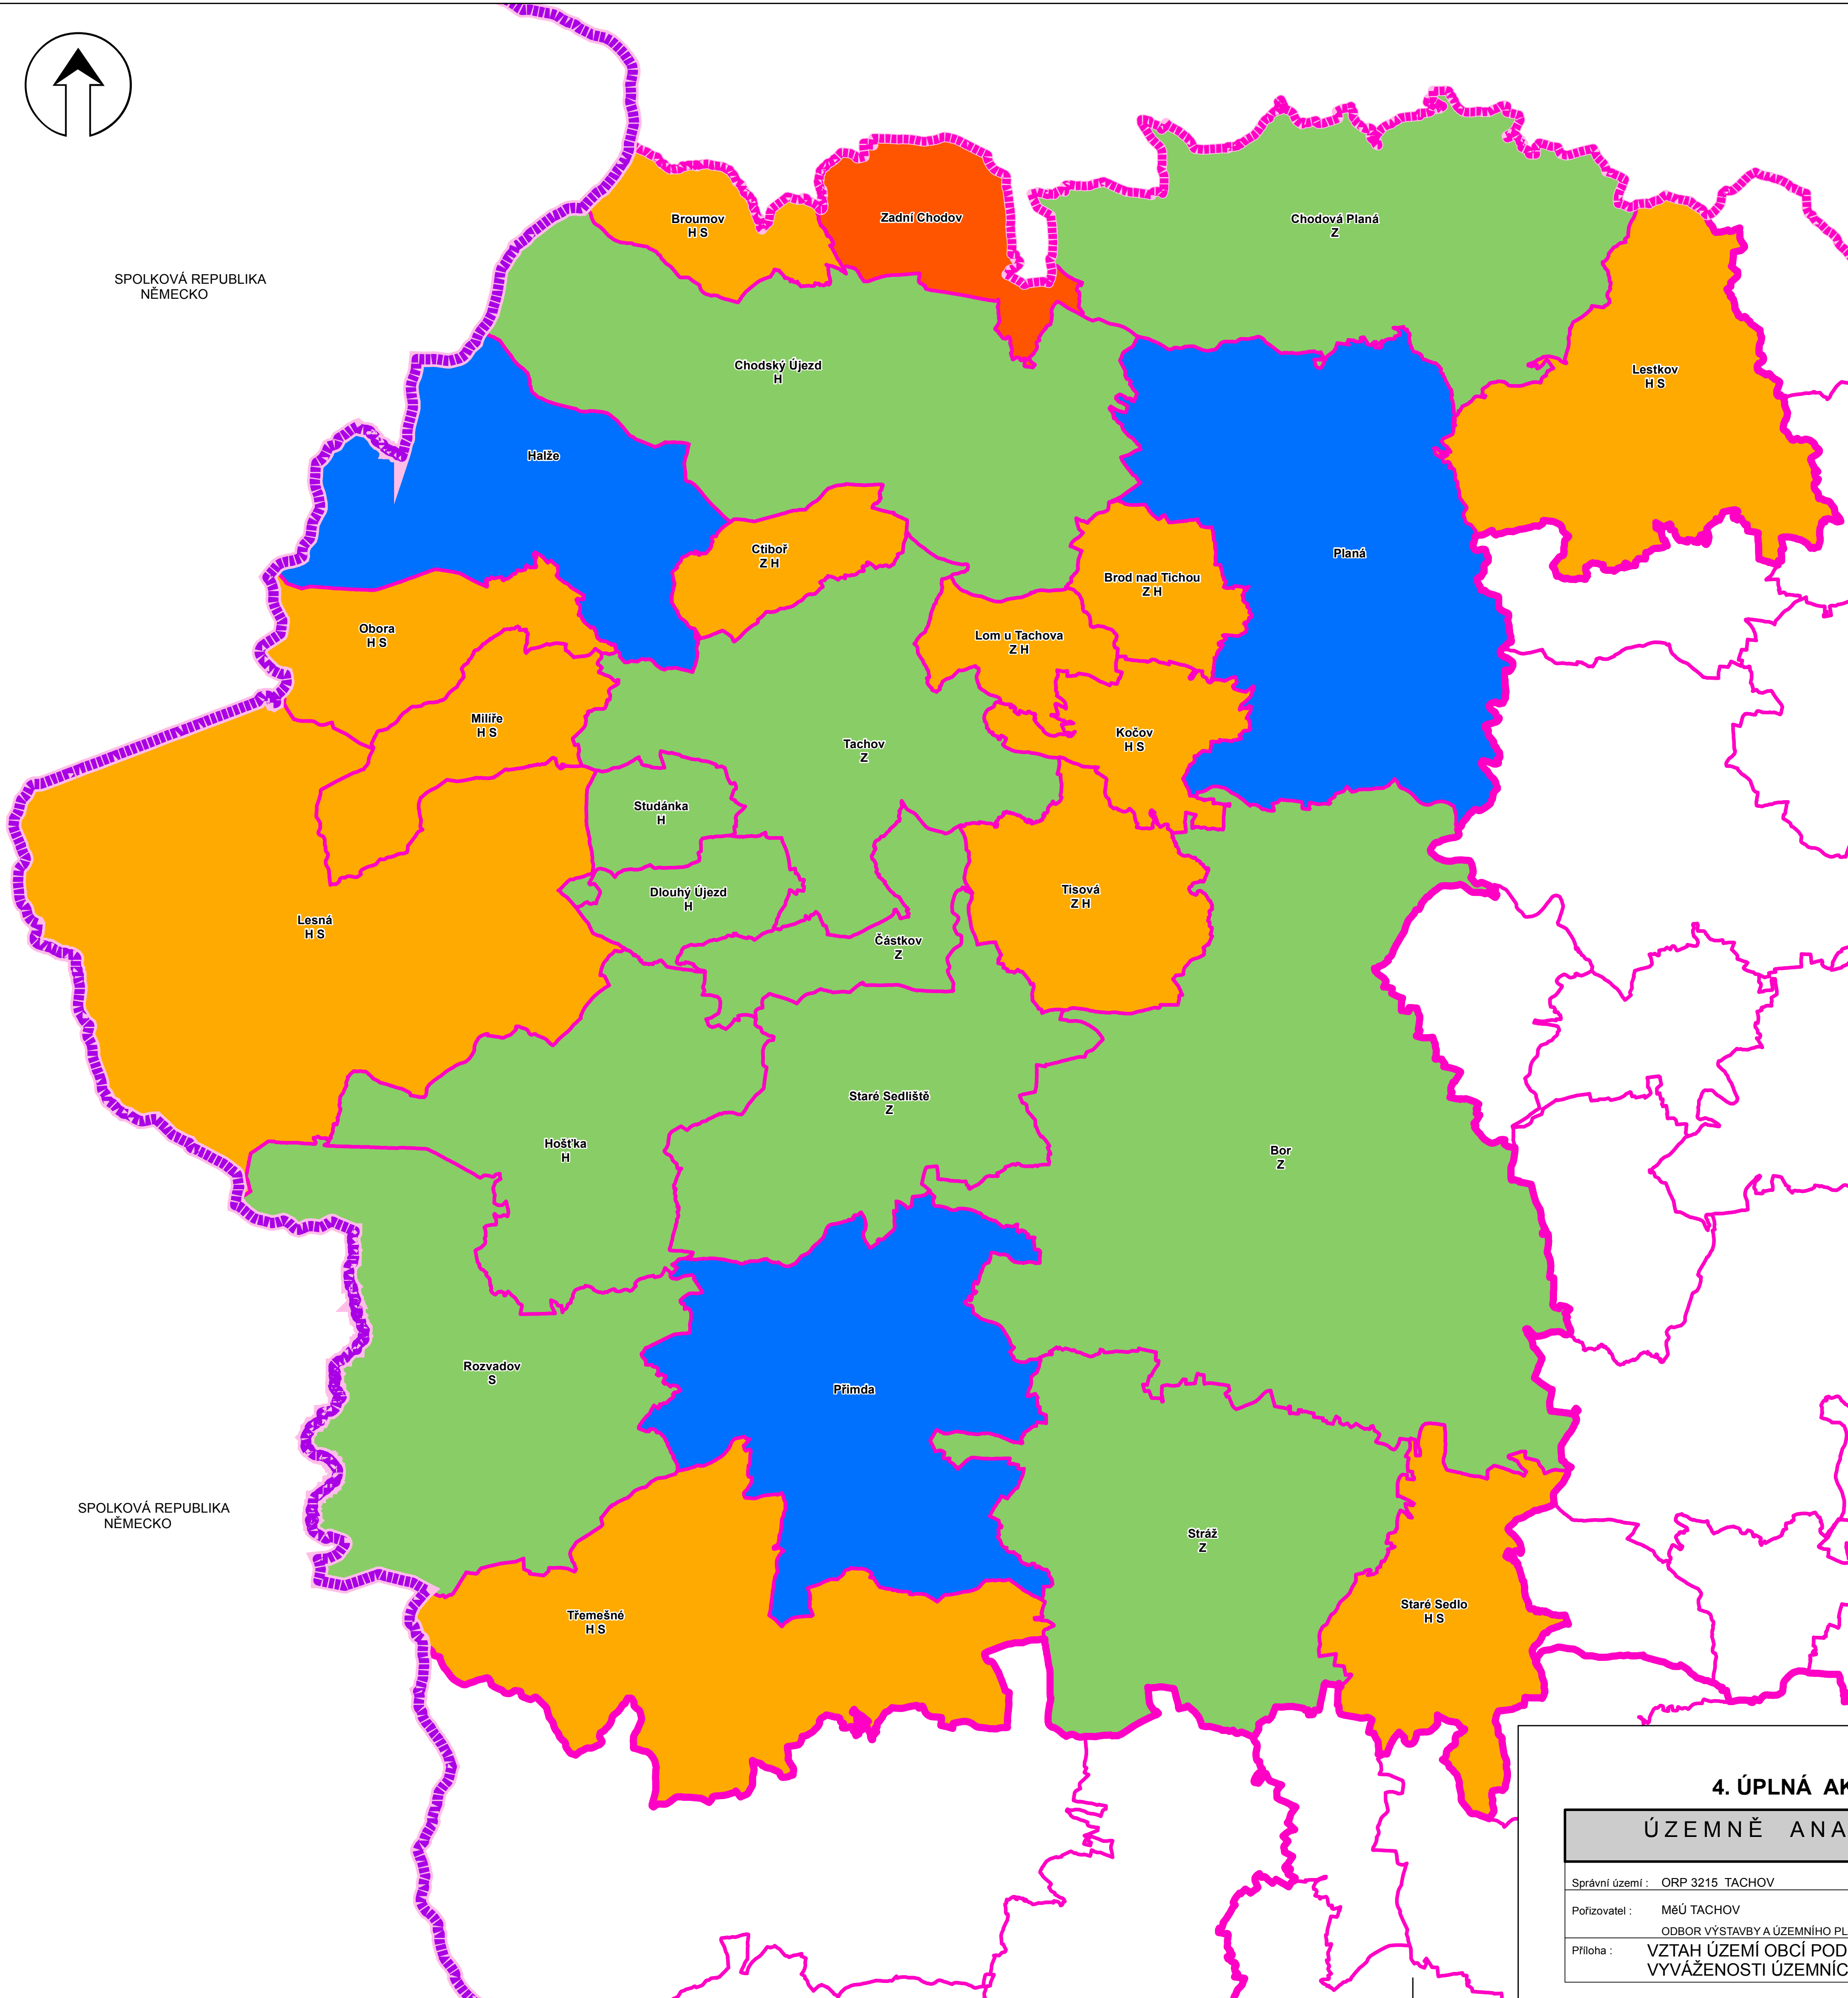 Broumov
H S
Zadní Chodov
Chodová Planá
Z
SPOLKOVÁ REPUBLIKA
NĚMECKO
Chodský Újezd
H
Lestkov
H S
Halže
Ctiboř
Z H
Planá
Brod nad Tichou
Z H
Obora
H S
Lom u Tachova
Z H
Milíře
H S
Kočov
H S
Tachov
Z
Studánka
H
Dlouhý Újezd
H
Tisová
Z H
Lesná
H S
Částkov
Z
Staré Sedliště
Z
Hošťka
H
Bor
Z
Rozvadov
S
Přimda
SPOLKOVÁ REPUBLIKA
NĚMECKO
Stráž
Z
Staré Sedlo
H S
Třemešné
H S
4. ÚPLNÁ AK
ÚZEMNĚ ANA
Správní území : ORP 3215 TACHOV
Pořizovatel : MěÚ TACHOV
ODBOR VÝSTAVBY A ÚZEMNÍHO PL
Příloha : VZTAH ÚZEMÍ OBCÍ POD
VYVÁŽENOSTI ÚZEMNÍC